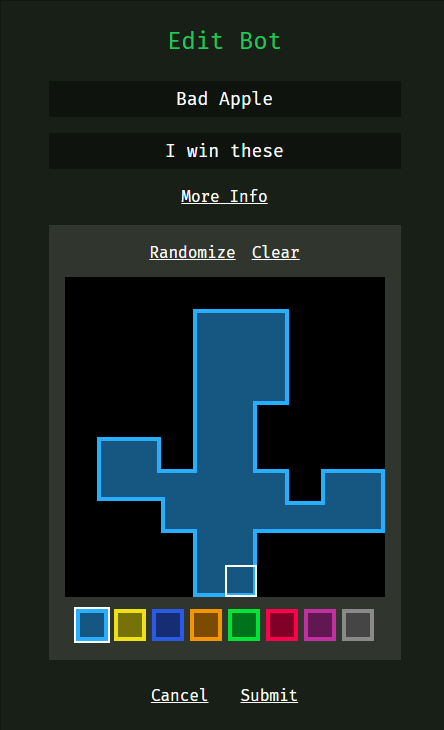 Edit Bot
Bad Apple
I win these
More Info
Randomize Clear
Cancel Submit